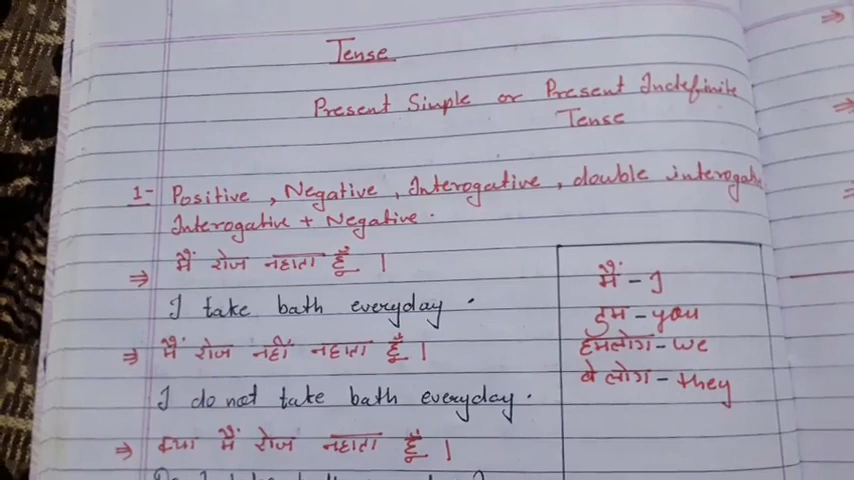 Tense
Present Simple or Present Indefinite
Tense
1- Positive, Negative, Interogative, double interogative
Interogative + Negative.
⇒ मैं रोज नहाता हूँ ।
I take bath everyday.
⇒ मैं रोज नहीं नहाता हूँ ।
I do not take bath everyday.
⇒ क्या मैं रोज नहाता हूँ ।
मैं - I
तुम - you
हमलोग - we
वे लोग - they